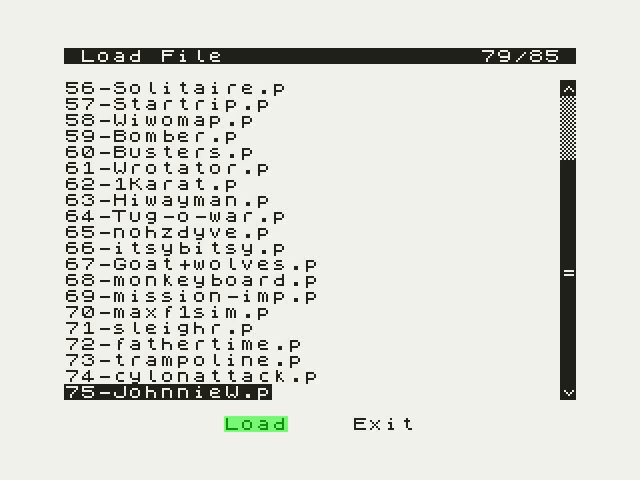 Load File 79/85
56-Solitaire.p
57-Startrip.p
58-Wiwomap.p
59-Bomber.p
60-Busters.p
61-Wrotator.p
62-1Karat.p
63-Hiwayman.p
64-Tug-o-war.p
65-nohzdyve.p
66-itsybitsy.p
67-Goat+wolves.p
68-monkeyboard.p
69-mission-imp.p
70-maxf1sim.p
71-sleighr.p
72-fathertime.p
73-trampoline.p
74-cylonattack.p
75-JohnnieW.p
Load Exit